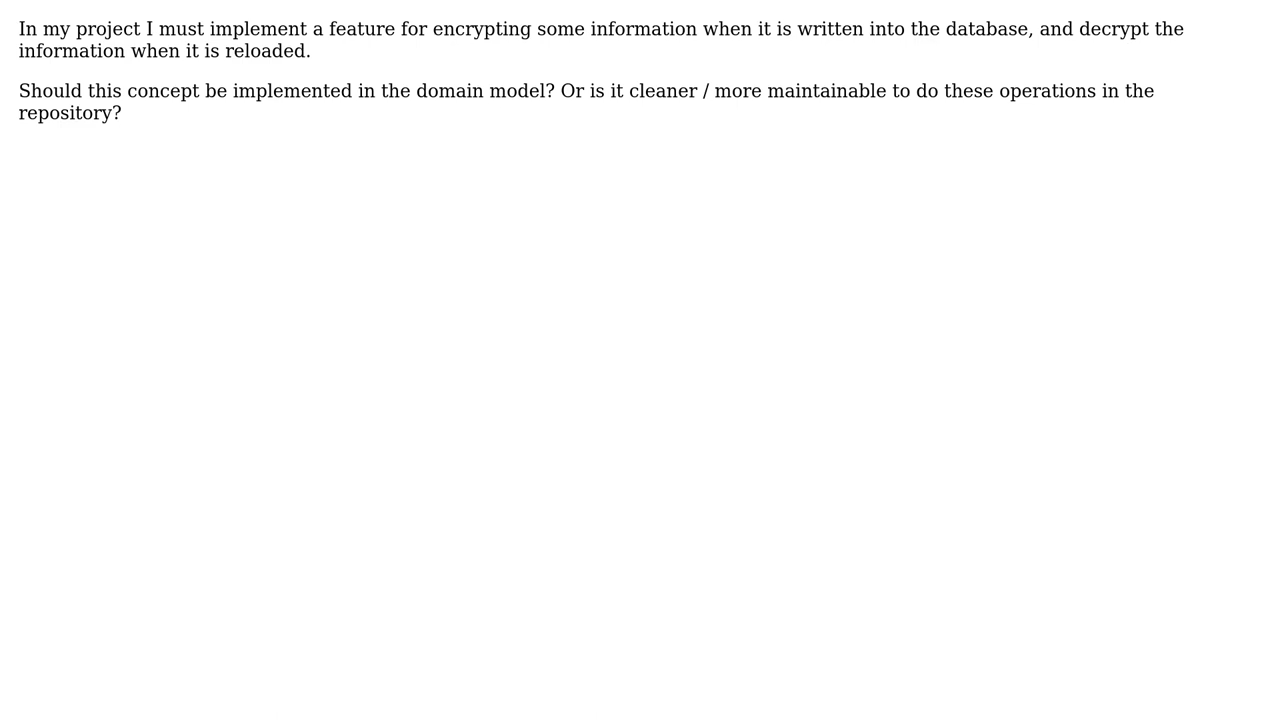 In my project I must implement a feature for encrypting some information when it is written into the database, and decrypt the
information when it is reloaded.
Should this concept be implemented in the domain model? Or is it cleaner / more maintainable to do these operations in the
repository?